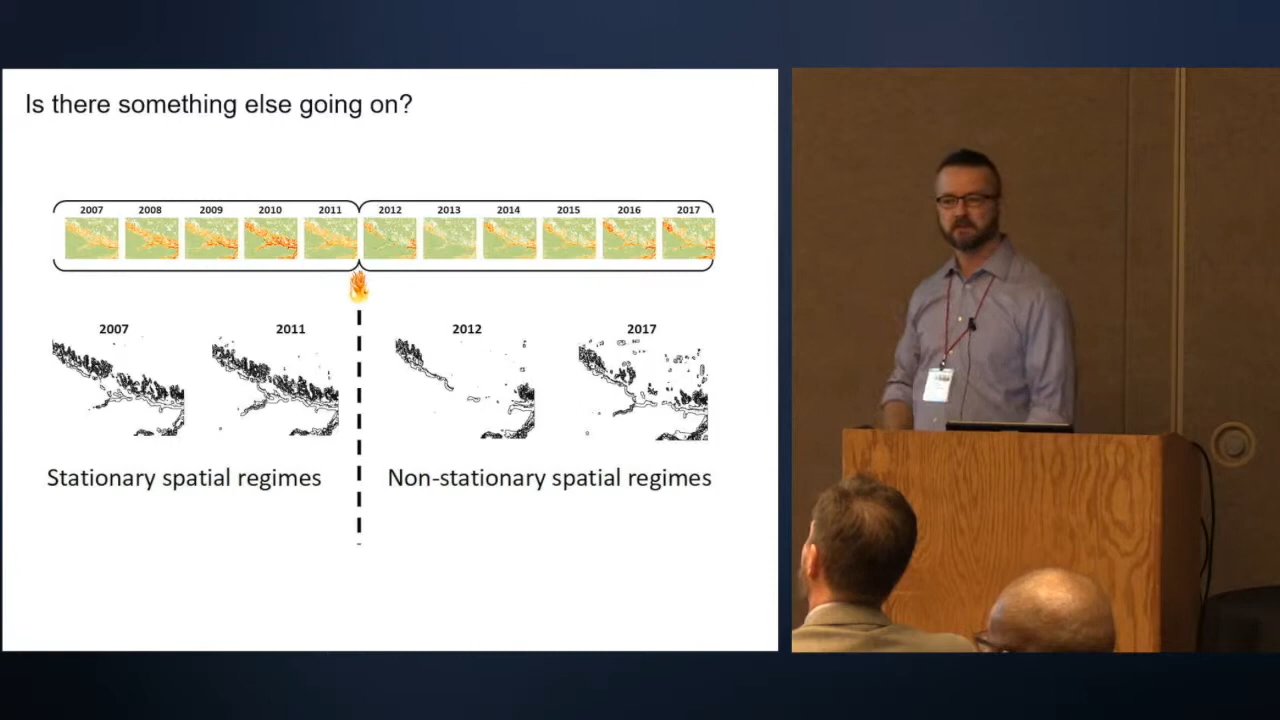 Is there something else going on?
2007 2008 2009 2010 2011 2012 2013 2014 2015 2016 2017
2007 2011 2012 2017
Stationary spatial regimes Non-stationary spatial regimes